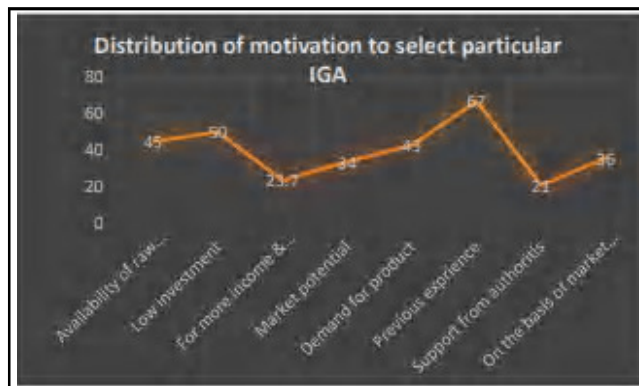 Distribution of motivation to select particular
IGA
80
60
40
20
0
45
50
23.7
34
43
67
21
36
Availability of raw...
Low investment
For more income &...
Market potential
Demand for product
Previous exprience
Support from authoritis
On the basis of market...